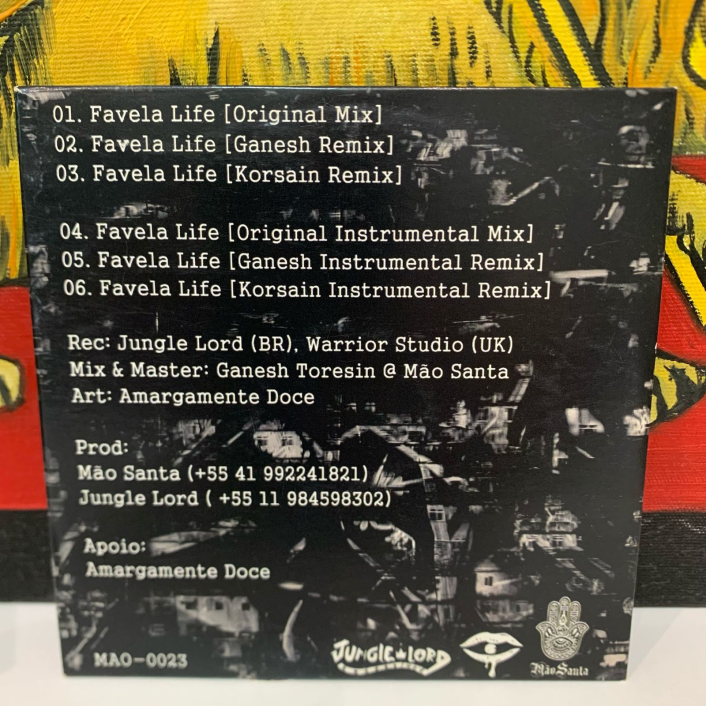 01. Favela Life [Original Mix]
02. Favela Life [Ganesh Remix]
03. Favela Life [Korsain Remix]
04. Favela Life [Original Instrumental Mix]
05. Favela Life [Ganesh Instrumental Remix]
06. Favela Life [Korsain Instrumental Remix]
Rec: Jungle Lord (BR), Warrior Studio (UK)
Mix & Master: Ganesh Toresin @ Mão Santa
Art: Amargamente Doce
Prod:
Mão Santa (+55 41 992241821)
Jungle Lord ( +55 11 984598302)
Apoio:
Amargamente Doce
MAO-0023
JUNGLE LORD
Mão Santa